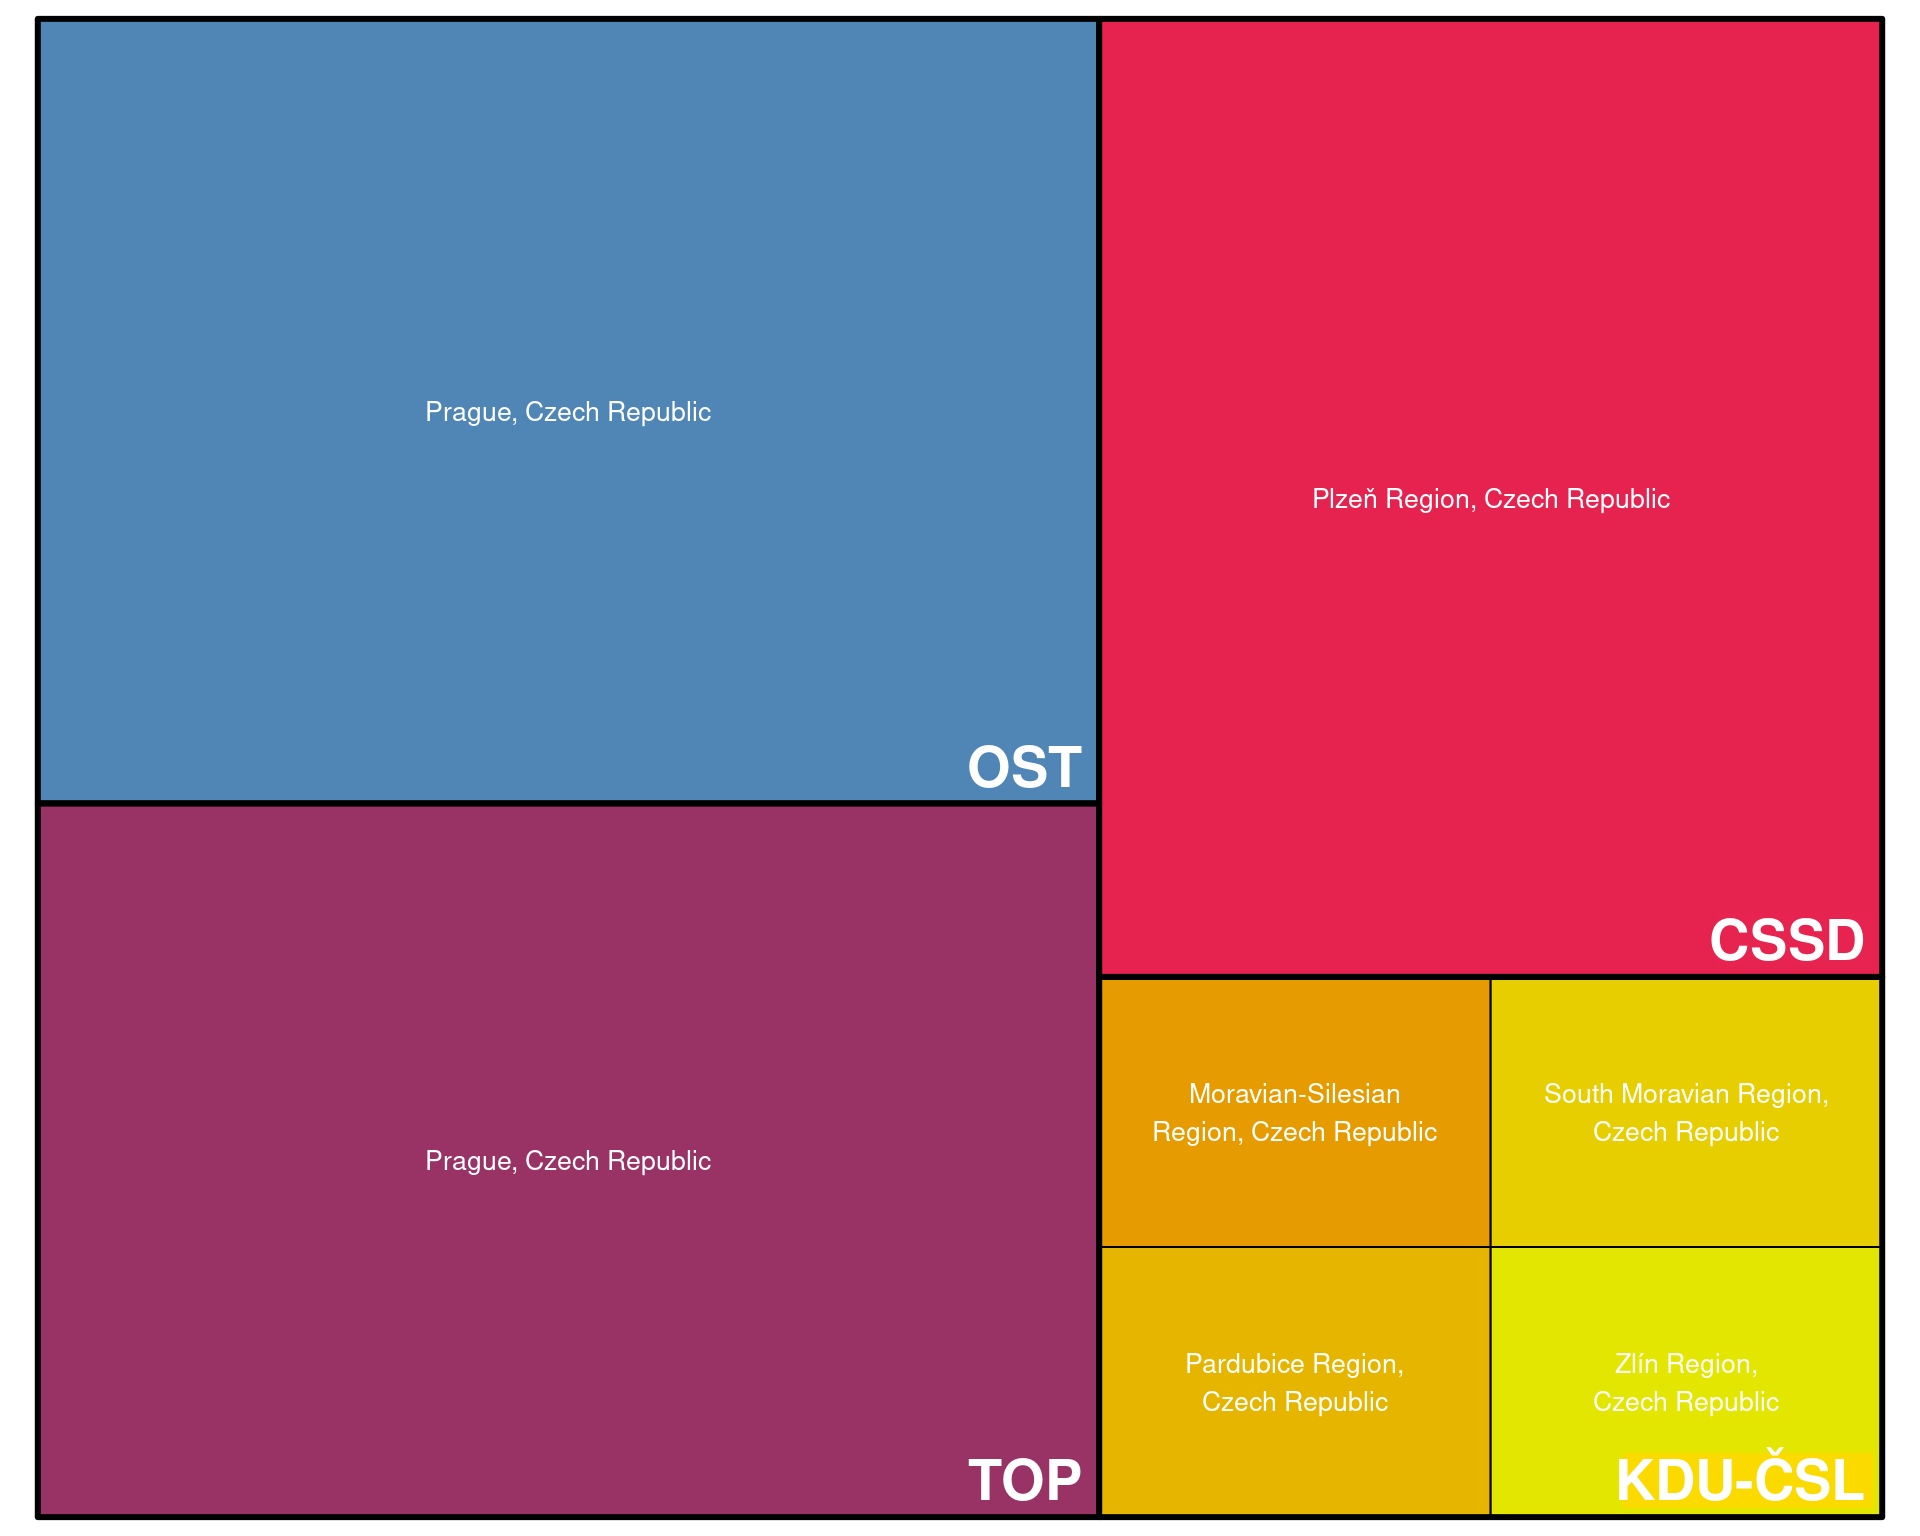 Prague, Czech Republic
OST
Prague, Czech Republic
TOP
Plzeň Region, Czech Republic
CSSD
Moravian-Silesian
Region, Czech Republic
South Moravian Region,
Czech Republic
Pardubice Region,
Czech Republic
Zlín Region,
Czech Republic
KDU-ČSL